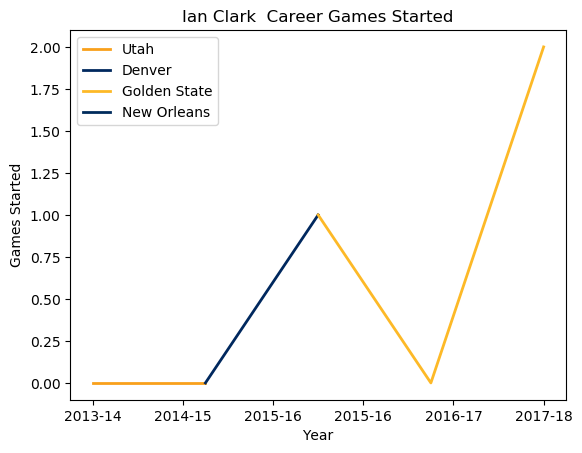 Ian Clark  Career Games Started
Utah
Denver
Golden State
New Orleans
2.00
1.75
1.50
1.25
1.00
0.75
0.50
0.25
0.00
Games Started
2013-14 2014-15 2015-16 2015-16 2016-17 2017-18
Year